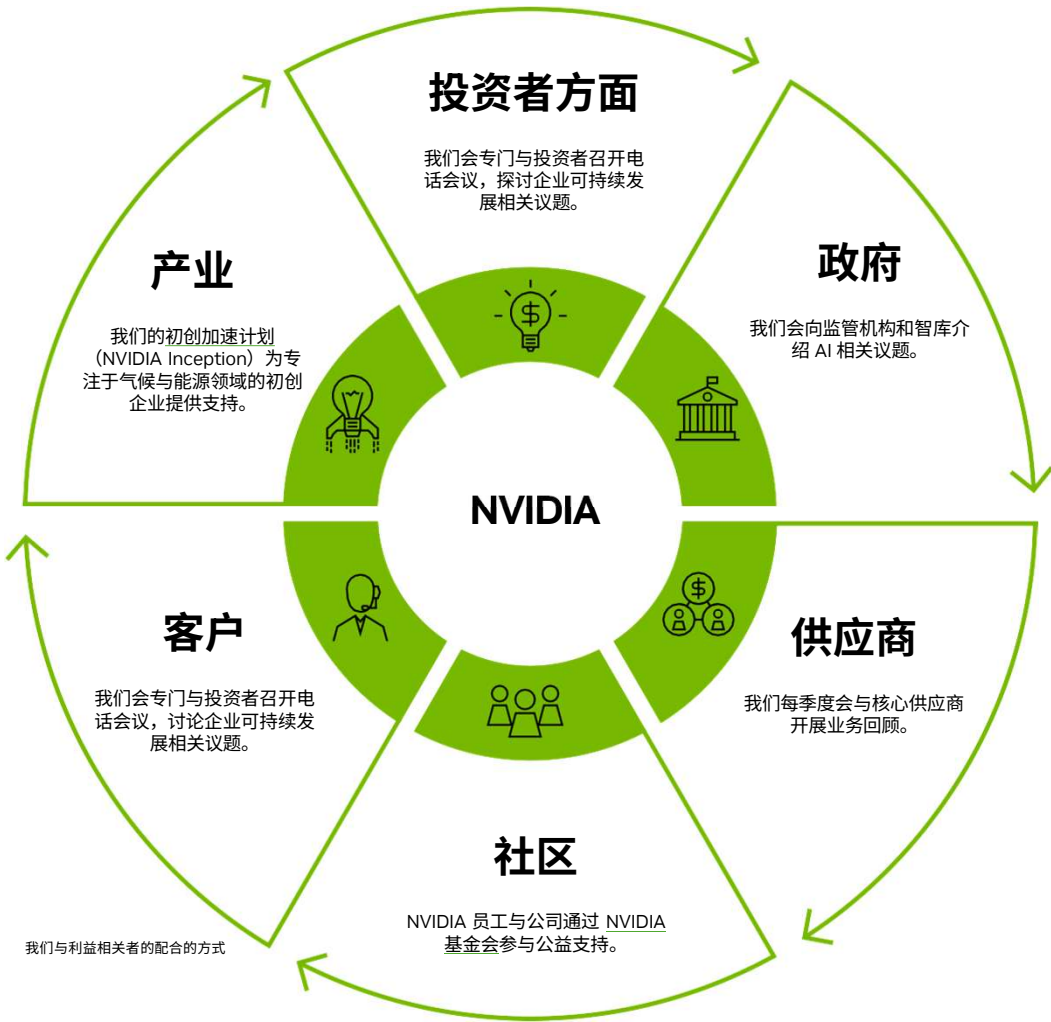 投资者方面
我们会专门与投资者召开电
话会议，探讨企业可持续发
展相关议题。
政府
我们会向监管机构和智库介
绍 AI 相关议题。
供应商
我们每季度会与核心供应商
开展业务回顾。
社区
NVIDIA 员工与公司通过 NVIDIA
基金会参与公益支持。
客户
我们会专门与投资者召开电
话会议，讨论企业可持续发
展相关议题。
产业
我们的初创加速计划
（NVIDIA Inception）为专
注于气候与能源领域的初创
企业提供支持。
NVIDIA
$
$
我们与利益相关者的配合的方式